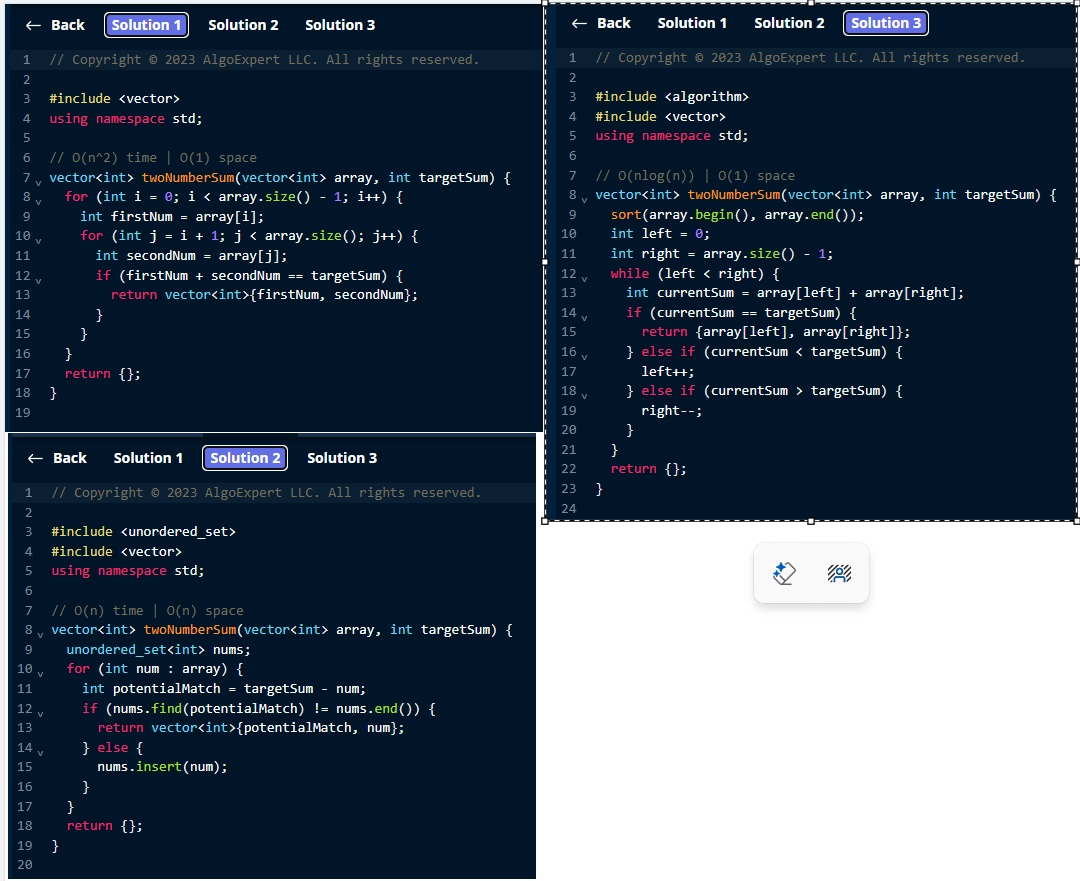 ← Back Solution 1 Solution 2 Solution 3
1 // Copyright © 2023 AlgoExpert LLC. All rights reserved.
2
3 #include <vector>
4 using namespace std;
5
6 // O(n^2) time | O(1) space
7 vector<int> twoNumberSum(vector<int> array, int targetSum) {
8   for (int i = 0; i < array.size() - 1; i++) {
9     int firstNum = array[i];
10     for (int j = i + 1; j < array.size(); j++) {
11       int secondNum = array[j];
12       if (firstNum + secondNum == targetSum) {
13         return vector<int>{firstNum, secondNum};
14       }
15     }
16   }
17   return {};
18 }
19
← Back Solution 1 Solution 2 Solution 3
1 // Copyright © 2023 AlgoExpert LLC. All rights reserved.
2
3 #include <unordered_set>
4 #include <vector>
5 using namespace std;
6
7 // O(n) time | O(n) space
8 vector<int> twoNumberSum(vector<int> array, int targetSum) {
9   unordered_set<int> nums;
10   for (int num : array) {
11     int potentialMatch = targetSum - num;
12     if (nums.find(potentialMatch) != nums.end()) {
13       return vector<int>{potentialMatch, num};
14     } else {
15       nums.insert(num);
16     }
17   }
18   return {};
19 }
20
← Back Solution 1 Solution 2 Solution 3
1 // Copyright © 2023 AlgoExpert LLC. All rights reserved.
2
3 #include <algorithm>
4 #include <vector>
5 using namespace std;
6
7 // O(nlog(n)) | O(1) space
8 vector<int> twoNumberSum(vector<int> array, int targetSum) {
9   sort(array.begin(), array.end());
10   int left = 0;
11   int right = array.size() - 1;
12   while (left < right) {
13     int currentSum = array[left] + array[right];
14     if (currentSum == targetSum) {
15       return {array[left], array[right]};
16     } else if (currentSum < targetSum) {
17       left++;
18     } else if (currentSum > targetSum) {
19       right--;
20     }
21   }
22   return {};
23 }
24